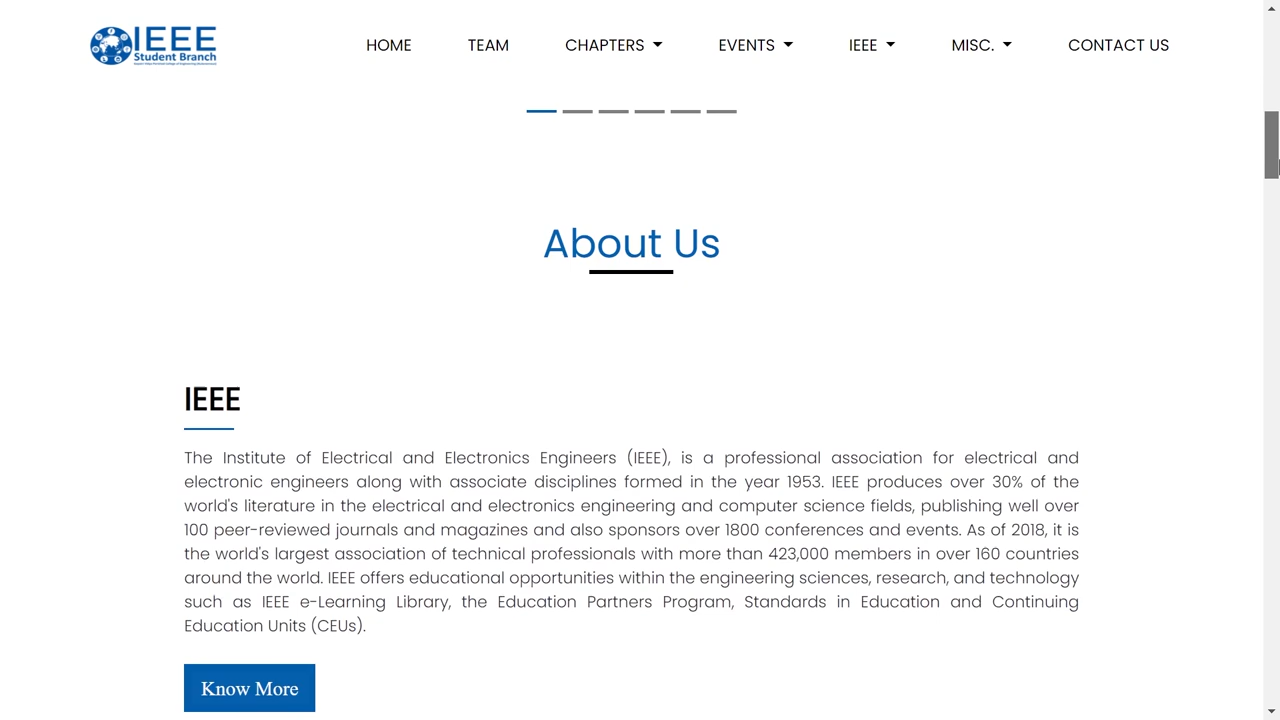 IEEE
Student Branch
HOME TEAM CHAPTERS EVENTS IEEE MISC. CONTACT US
About Us
IEEE
The Institute of Electrical and Electronics Engineers (IEEE), is a professional association for electrical and
electronic engineers along with associate disciplines formed in the year 1953. IEEE produces over 30% of the
world's literature in the electrical and electronics engineering and computer science fields, publishing well over
100 peer-reviewed journals and magazines and also sponsors over 1800 conferences and events. As of 2018, it is
the world's largest association of technical professionals with more than 423,000 members in over 160 countries
around the world. IEEE offers educational opportunities within the engineering sciences, research, and technology
such as IEEE e-Learning Library, the Education Partners Program, Standards in Education and Continuing
Education Units (CEUs).
Know More